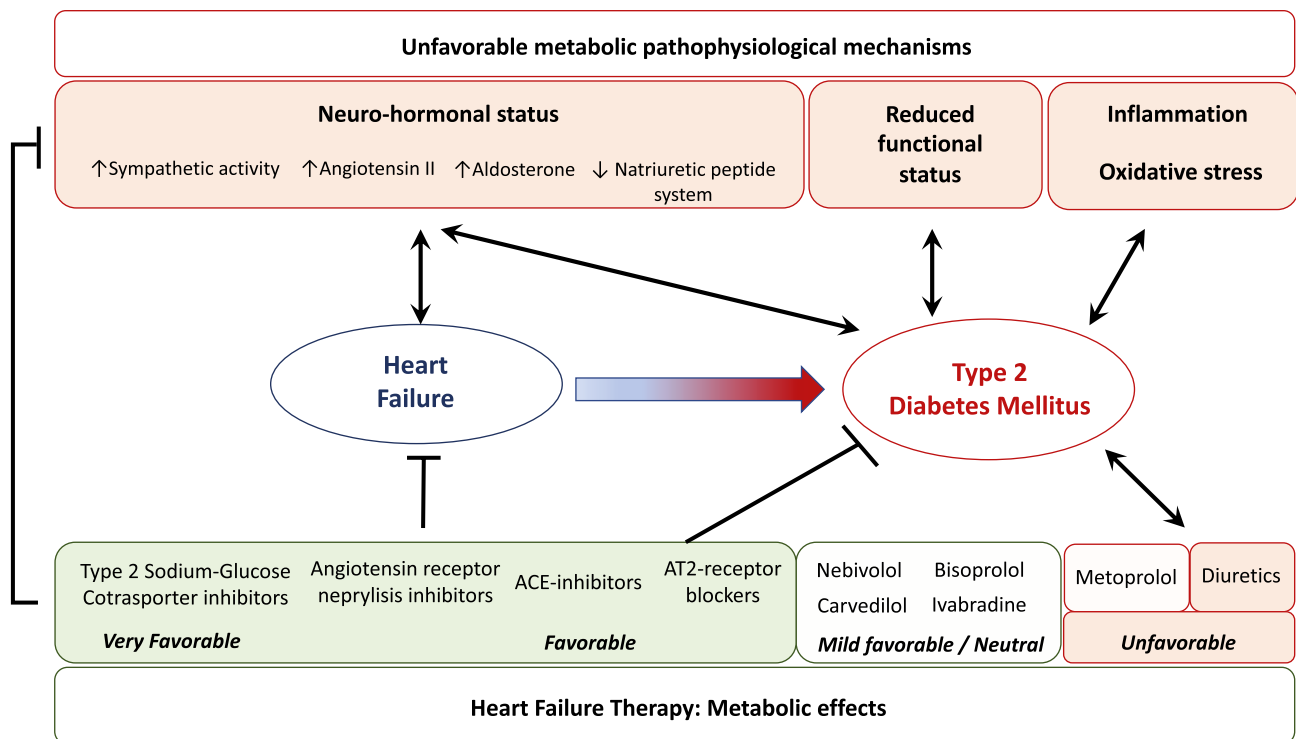 Unfavorable metabolic pathophysiological mechanisms
Neuro-hormonal status
↑Sympathetic activity ↑Angiotensin II ↑Aldosterone ↓ Natriuretic peptide
system
Reduced
functional
status
Inflammation
Oxidative stress
Heart
Failure
Type 2
Diabetes Mellitus
Type 2 Sodium-Glucose
Cotrasporter inhibitors
Very Favorable
Angiotensin receptor
neprylisis inhibitors
ACE-inhibitors
AT2-receptor
blockers
Favorable
Nebivolol Bisoprolol
Carvedilol Ivabradine
Mild favorable / Neutral
Metoprolol
Diuretics
Unfavorable
Heart Failure Therapy: Metabolic effects